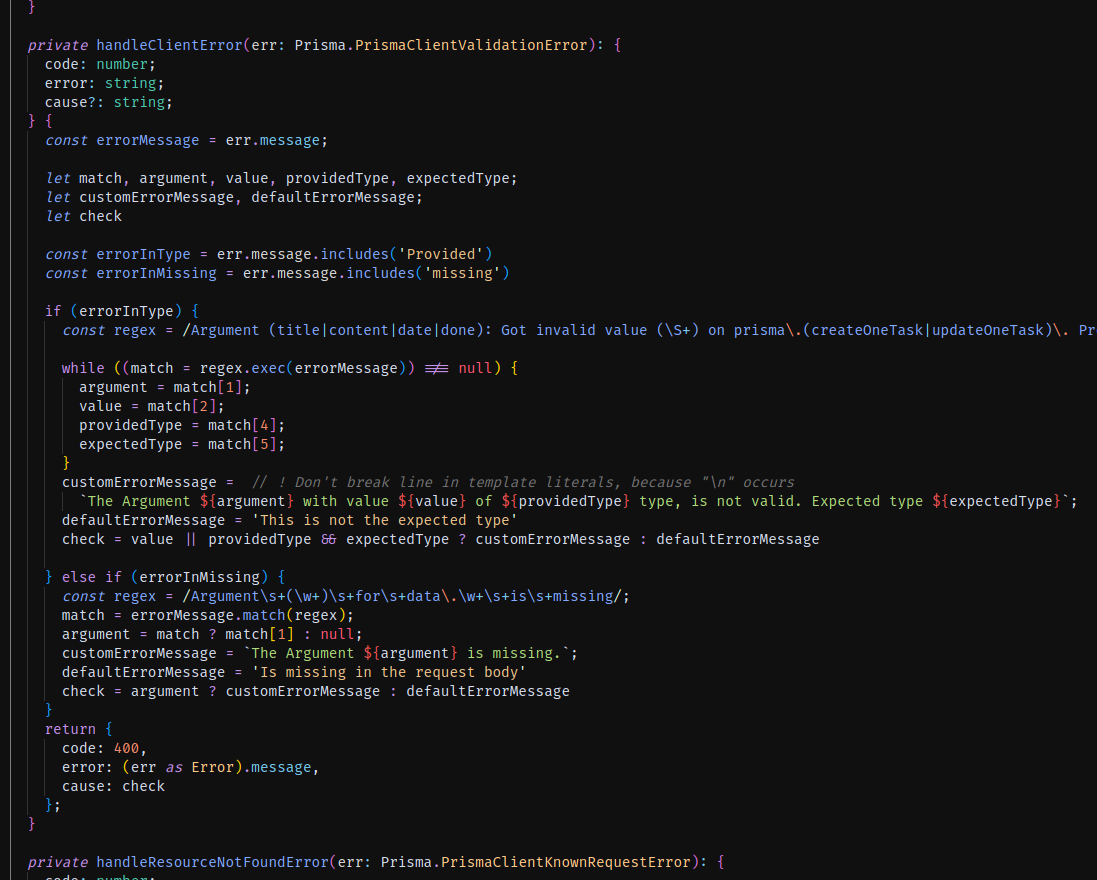 }
private handleClientError(err: Prisma.PrismaClientValidationError): {
code: number;
error: string;
cause?: string;
} {
const errorMessage = err.message;
let match, argument, value, providedType, expectedType;
let customErrorMessage, defaultErrorMessage;
let check
const errorInType = err.message.includes('Provided')
const errorInMissing = err.message.includes('missing')
if (errorInType) {
const regex = /Argument (title|content|date|done): Got invalid value (\S+) on prisma\.(createOneTask|updateOneTask)\. Pr
while ((match = regex.exec(errorMessage)) !== null) {
argument = match[1];
value = match[2];
providedType = match[4];
expectedType = match[5];
}
customErrorMessage =  // ! Don't break line in template literals, because "\n" occurs
`The Argument ${argument} with value ${value} of ${providedType} type, is not valid. Expected type ${expectedType}`;
defaultErrorMessage = 'This is not the expected type'
check = value || providedType && expectedType ? customErrorMessage : defaultErrorMessage
} else if (errorInMissing) {
const regex = /Argument\s+(\w+)\s+for\s+data\.\w+\s+is\s+missing/;
match = errorMessage.match(regex);
argument = match ? match[1] : null;
customErrorMessage = `The Argument ${argument} is missing.`;
defaultErrorMessage = 'Is missing in the request body'
check = argument ? customErrorMessage : defaultErrorMessage
}
return {
code: 400,
error: (err as Error).message,
cause: check
};
}
private handleResourceNotFoundError(err: Prisma.PrismaClientKnownRequestError): {
code: number;